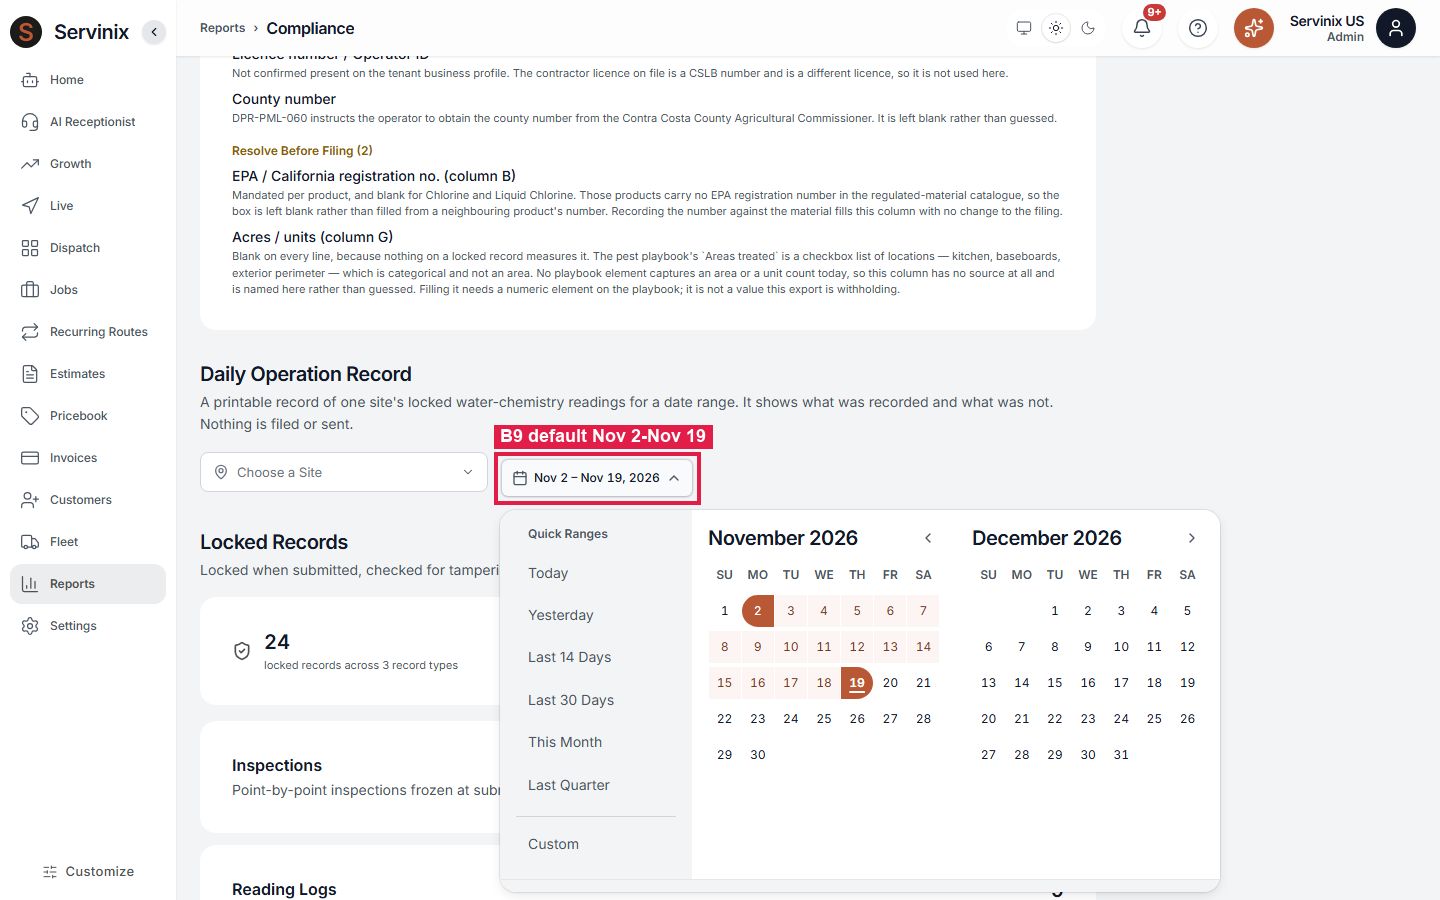 Servinix
Reports › Compliance
9+
Servinix US
Admin
Home
AI Receptionist
Growth
Live
Dispatch
Jobs
Recurring Routes
Estimates
Pricebook
Invoices
Customers
Fleet
Reports
Settings
Customize
Licence number / Operator ID
Not confirmed present on the tenant business profile. The contractor licence on file is a CSLB number and is a different licence, so it is not used here.
County number
DPR-PML-060 instructs the operator to obtain the county number from the Contra Costa County Agricultural Commissioner. It is left blank rather than guessed.
Resolve Before Filing (2)
EPA / California registration no. (column B)
Mandated per product, and blank for Chlorine and Liquid Chlorine. Those products carry no EPA registration number in the regulated-material catalogue, so the
box is left blank rather than filled from a neighbouring product's number. Recording the number against the material fills this column with no change to the filing.
Acres / units (column G)
Blank on every line, because nothing on a locked record measures it. The pest playbook's `Areas treated` is a checkbox list of locations — kitchen, baseboards,
exterior perimeter — which is categorical and not an area. No playbook element captures an area or a unit count today, so this column has no source at all and
is named here rather than guessed. Filling it needs a numeric element on the playbook; it is not a value this export is withholding.
Daily Operation Record
A printable record of one site's locked water-chemistry readings for a date range. It shows what was recorded and what was not.
Nothing is filed or sent.
B9 default Nov 2-Nov 19
Choose a Site
Nov 2 – Nov 19, 2026
Locked Records
Locked when submitted, checked for tamperi
24
locked records across 3 record types
Inspections
Point-by-point inspections frozen at sub
Reading Logs
Quick Ranges
Today
Yesterday
Last 14 Days
Last 30 Days
This Month
Last Quarter
Custom
November 2026
SU MO TU WE TH FR SA
1 2 3 4 5 6 7
8 9 10 11 12 13 14
15 16 17 18 19 20 21
22 23 24 25 26 27 28
29 30
December 2026
SU MO TU WE TH FR SA
1 2 3 4 5
6 7 8 9 10 11 12
13 14 15 16 17 18 19
20 21 22 23 24 25 26
27 28 29 30 31